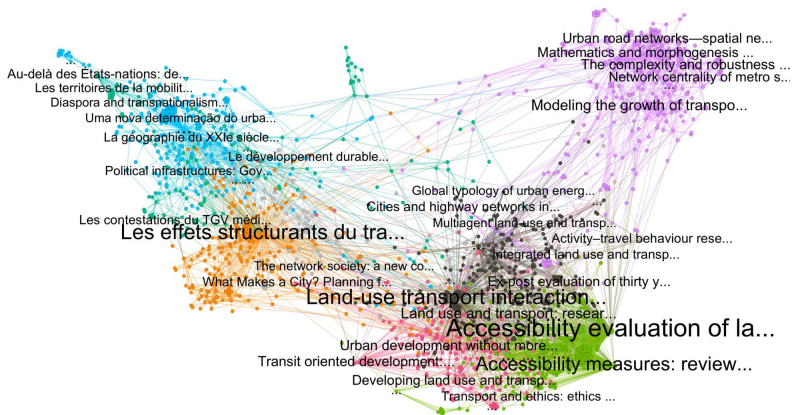 Urban road networks—spatial ne...
Mathematics and morphogenesis ...
The complexity and robustness ...
Network centrality of metro s...
...
Modeling the growth of transpo...
...
Au-delà des Etats-nations: de...
Les territoires de la mobilit...
Diaspora and transnationalism...
Uma nova determinação do urba...
...
La géographie du XXIe siècle...
Le développement durable...
Political infrastructures: Gov...
......
Les contestations du TGV médi...
Les effets structurants du tra...
Global typology of urban energ...
...
Cities and highway networks in...
Multiagent land-use and transp...
Activity–travel behaviour rese...
Integrated land use and transp...
The network society: a new co...
What Makes a City? Planning f...
Ex-post evaluation of thirty y...
Land-use transport interaction...
Land use and transport: resear...
Accessibility evaluation of la...
Urban development without more...
Transit oriented development:...
Accessibility measures: review...
Developing land use and transp...
...
Transport and ethics: ethics ...
...